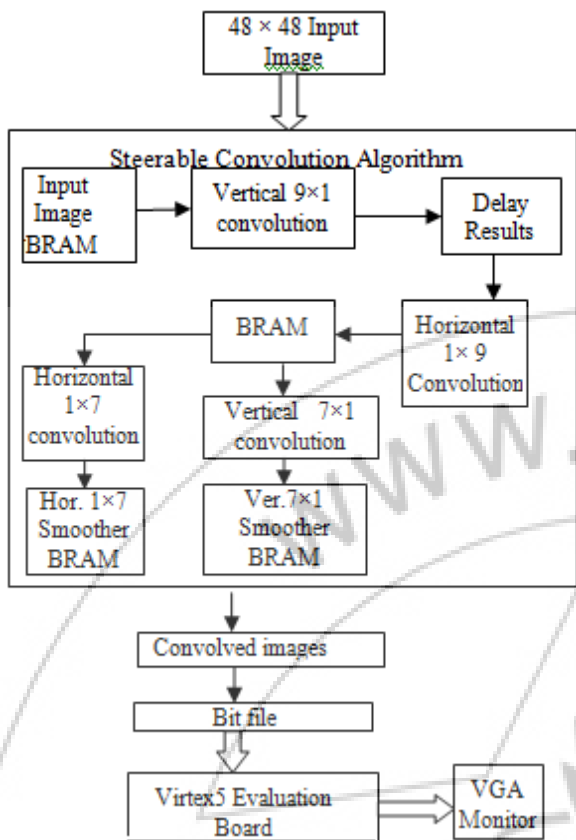 48 × 48 Input
Image
Steerable Convolution Algorithm
Input
Image
BRAM
Vertical 9×1
convolution
Delay
Results
BRAM
Horizontal
1× 9
Convolution
Horizontal
1×7
convolution
Vertical 7×1
convolution
Hor. 1×7
Smoother
BRAM
Ver.7×1
Smoother
BRAM
Convolved images
Bit file
Virtex5 Evaluation
Board
VGA
Monitor
www.